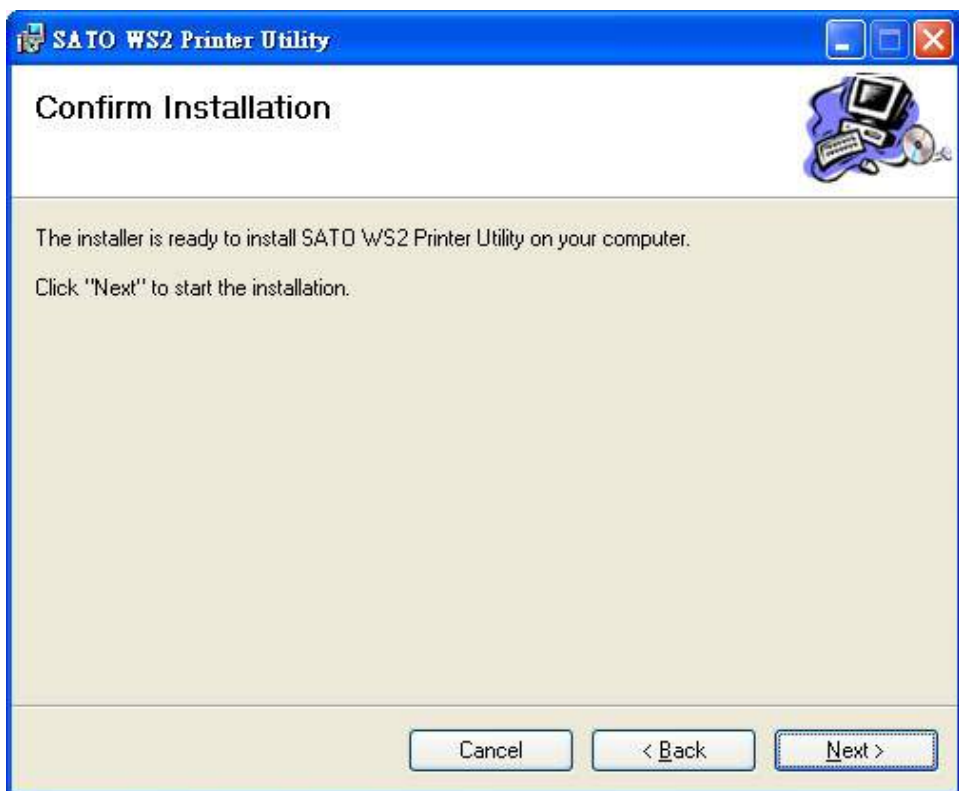 SATO WS2 Printer Utility
Confirm Installation
The installer is ready to install SATO WS2 Printer Utility on your computer.
Click "Next" to start the installation.
Cancel
< Back
Next >